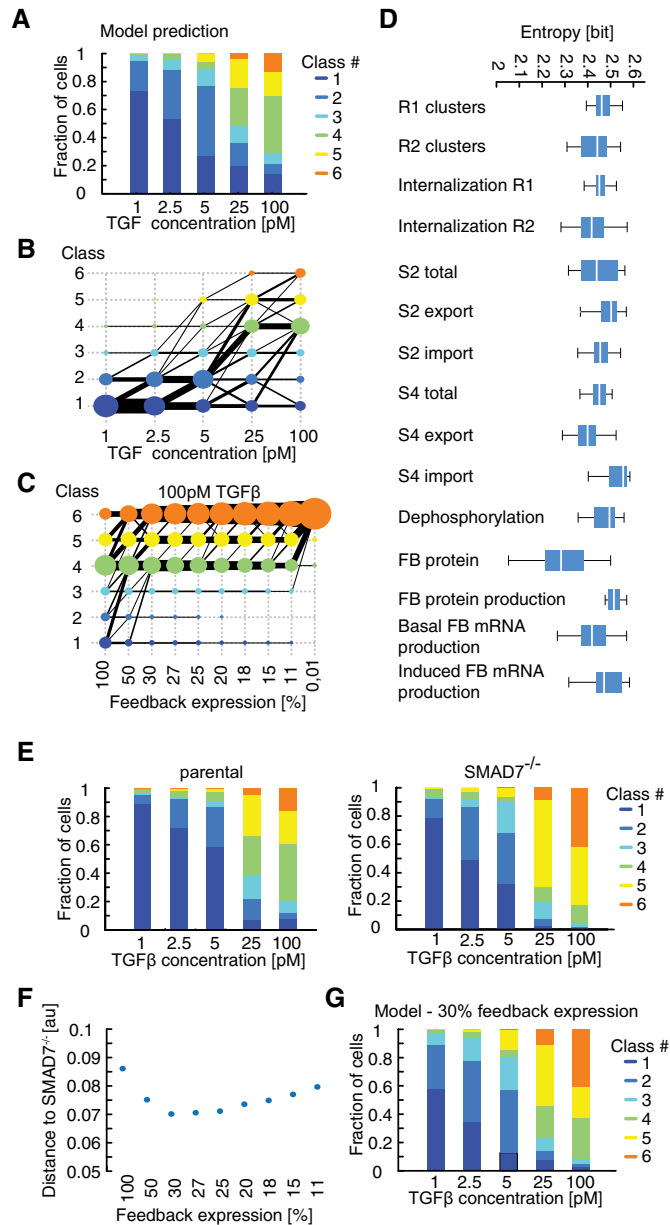 A
Model prediction
Fraction of cells
1
0.8
0.6
0.4
0.2
0
1 2.5 5 25 100
TGF concentration [pM]
Class #
1
2
3
4
5
6
B
Class
6
5
4
3
2
1
1 2.5 5 25 100
TGF concentration [pM]
C
Class 100pM TGFβ
6
5
4
3
2
1
100 50 30 27 25 20 18 15 11 0,01
Feedback expression [%]
D
Entropy [bit]
2 2.1 2.2 2.3 2.4 2.5 2.6
R1 clusters
R2 clusters
Internalization R1
Internalization R2
S2 total
S2 export
S2 import
S4 total
S4 export
S4 import
Dephosphorylation
FB protein
FB protein production
Basal FB mRNA
production
Induced FB mRNA
production
E
parental
Fraction of cells
1
0.8
0.6
0.4
0.2
0
1 2.5 5 25 100
TGFβ concentration [pM]
SMAD7-/-
Fraction of cells
1
0.8
0.6
0.4
0.2
0
1 2.5 5 25 100
TGFβ concentration [pM]
Class #
1
2
3
4
5
6
F
Distance to SMAD7-/- [au]
0.1
0.09
0.08
0.07
0.06
0.05
100 50 30 27 25 20 18 15 11
Feedback expression [%]
G
Model - 30% feedback expression
Fraction of cells
1
0.8
0.6
0.4
0.2
0
1 2.5 5 25 100
TGFβ concentration [pM]
Class #
1
2
3
4
5
6